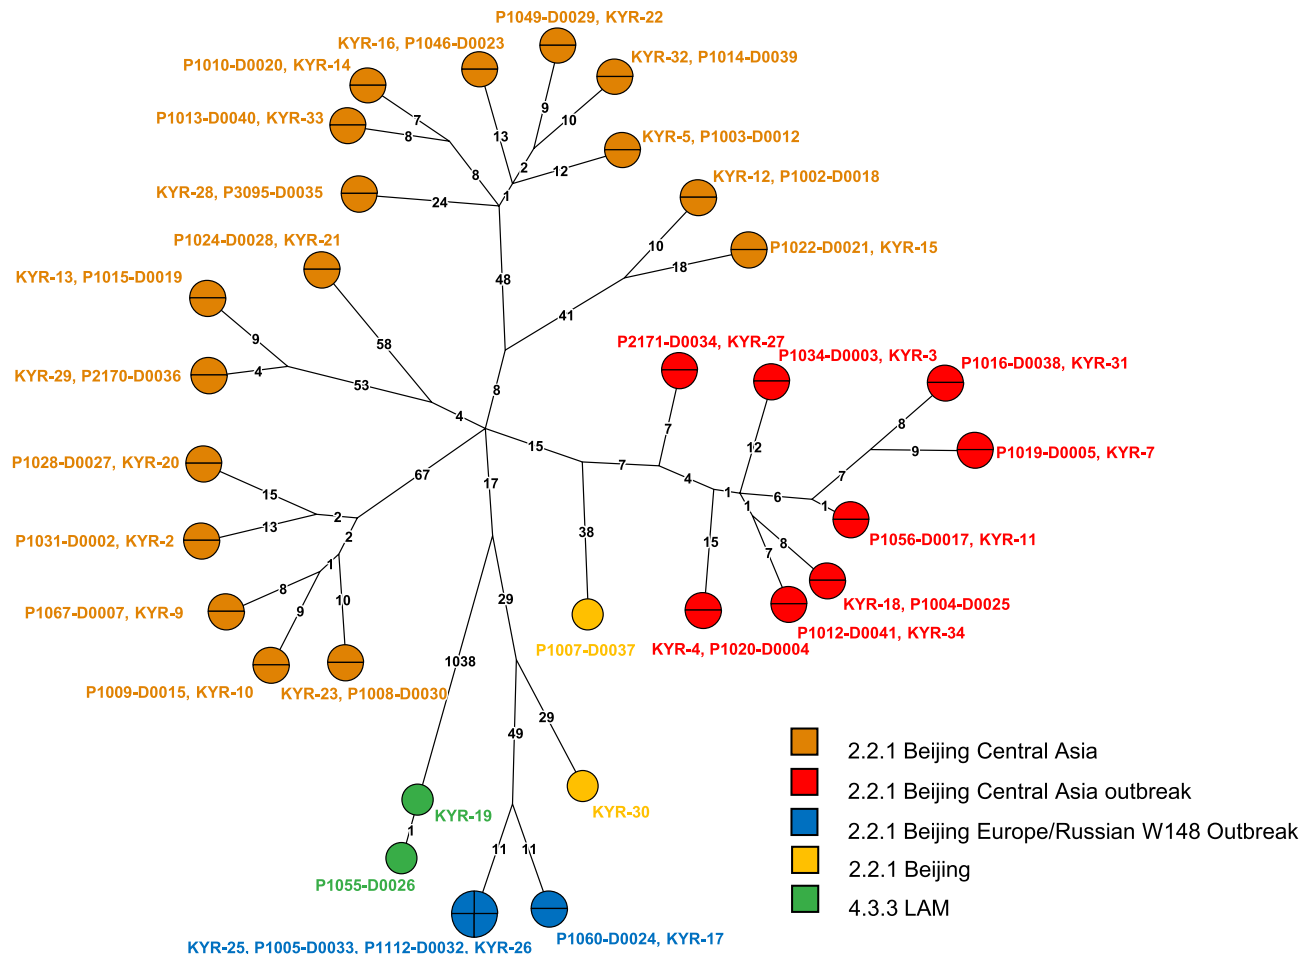 P1049-D0029, KYR-22
KYR-16, P1046-D0023
KYR-32, P1014-D0039
P1010-D0020, KYR-14
9
10
P1013-D0040, KYR-33
7
8
13
KYR-5, P1003-D0012
2
12
8
KYR-12, P1002-D0018
KYR-28, P3095-D0035
24
1
P1024-D0028, KYR-21
10
P1022-D0021, KYR-15
18
KYR-13, P1015-D0019
48
41
9
58
P2171-D0034, KYR-27
P1034-D0003, KYR-3
P1016-D0038, KYR-31
KYR-29, P2170-D0036
4
53
8
4
7
8
15
12
9
P1019-D0005, KYR-7
P1028-D0027, KYR-20
67
17
7
4
7
15
1
6
1
1
13
2
38
15
8
P1056-D0017, KYR-11
P1031-D0002, KYR-2
2
7
1
8
10
29
KYR-18, P1004-D0025
P1067-D0007, KYR-9
9
P1012-D0041, KYR-34
P1007-D0037
KYR-4, P1020-D0004
1038
P1009-D0015, KYR-10
KYR-23, P1008-D0030
49
29
2.2.1 Beijing Central Asia
2.2.1 Beijing Central Asia outbreak
KYR-19
KYR-30
1
2.2.1 Beijing Europe/Russian W148 Outbreak
11
11
2.2.1 Beijing
P1055-D0026
4.3.3 LAM
P1060-D0024, KYR-17
KYR-25, P1005-D0033, P1112-D0032, KYR-26